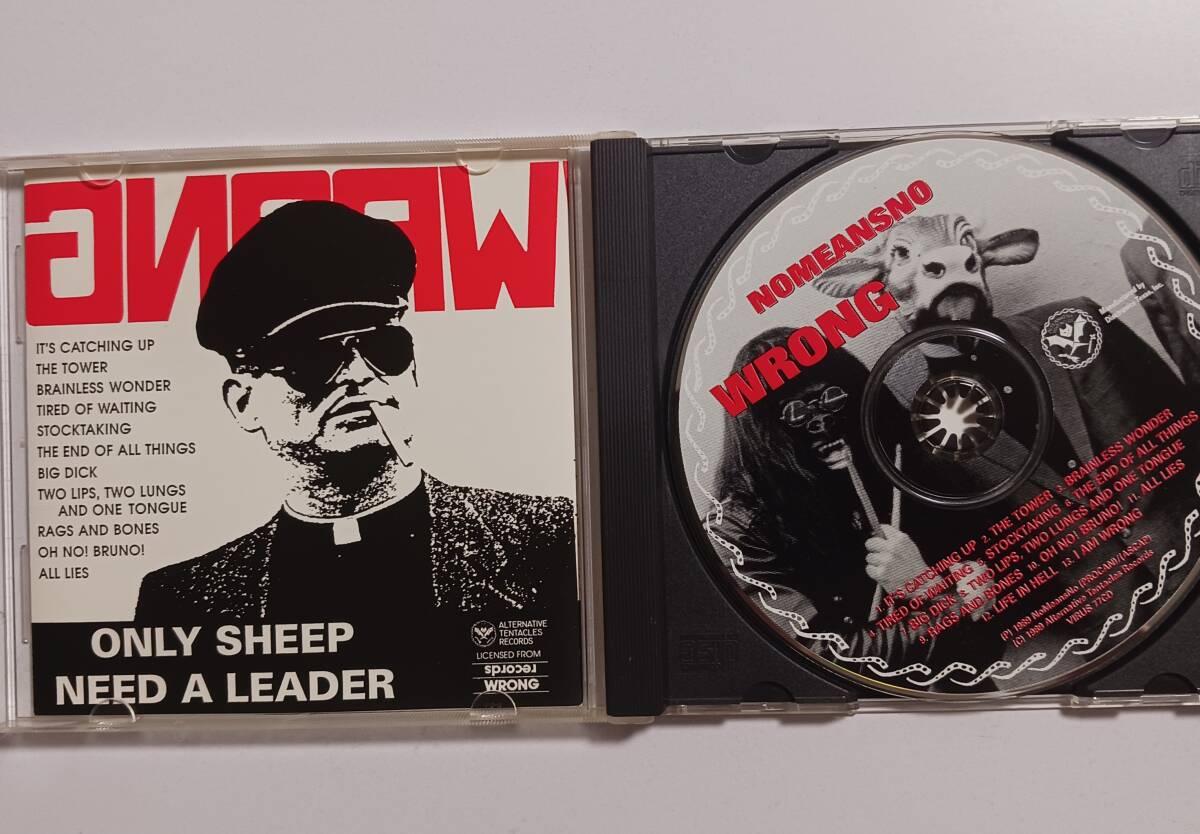 WRONG
IT'S CATCHING UP
THE TOWER
BRAINLESS WONDER
TIRED OF WAITING
STOCKTAKING
THE END OF ALL THINGS
BIG DICK
TWO LIPS, TWO LUNGS
AND ONE TONGUE
RAGS AND BONES
OH NO! BRUNO!
ALL LIES
ONLY SHEEP
NEED A LEADER
ALTERNATIVE
TENTACLES
RECORDS
LICENSED FROM
records
WRONG
NOMEANSNO
WRONG
1. IT'S CATCHING UP 2. THE TOWER 3. BRAINLESS WONDER
4. TIRED OF WAITING 5. STOCKTAKING 6. THE END OF ALL THINGS
7. BIG DICK 8. TWO LIPS, TWO LUNGS AND ONE TONGUE
9. RAGS AND BONES 10. OH NO! BRUNO! 11. ALL LIES
12. LIFE IN HELL 13. I AM WRONG
(P) 1989 NoMeansNo (PROCAN)/(ASCAP)
(C) 1989 Alternative Tentacles Records
VIRUS 77CD